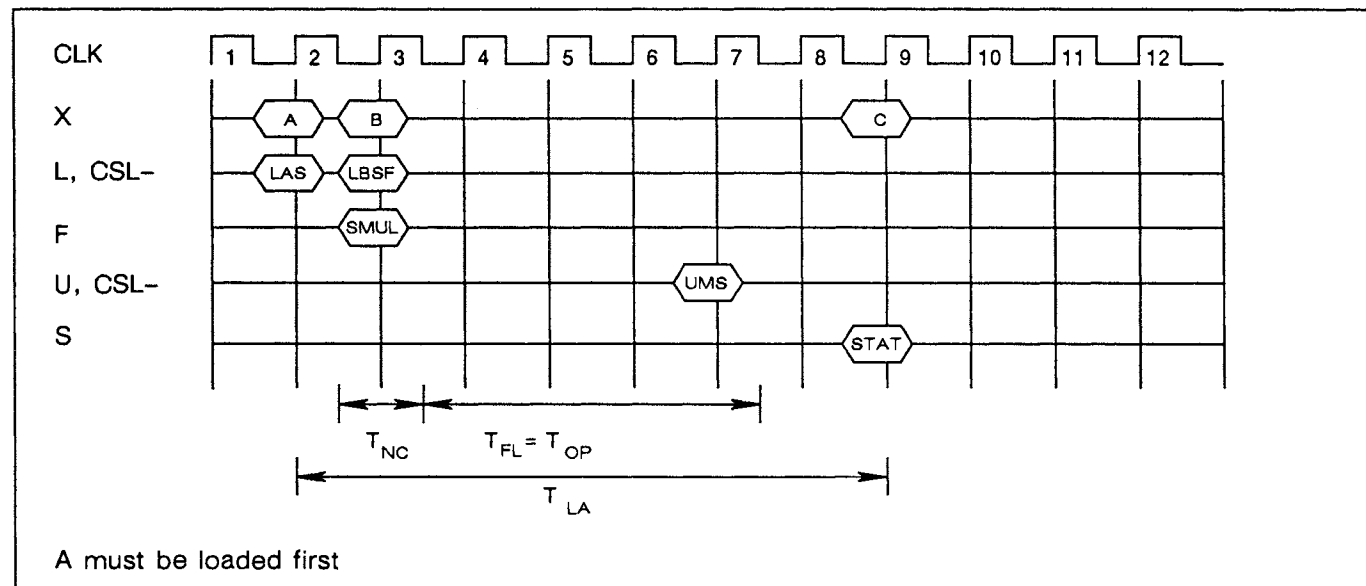 CLK 1 2 3 4 5 6 7 8 9 10 11 12
X A B C
L, CSL- LAS LBSF
F SMUL
U, CSL- UMS
S STAT
T_NC T_FL = T_OP
T_LA
A must be loaded first